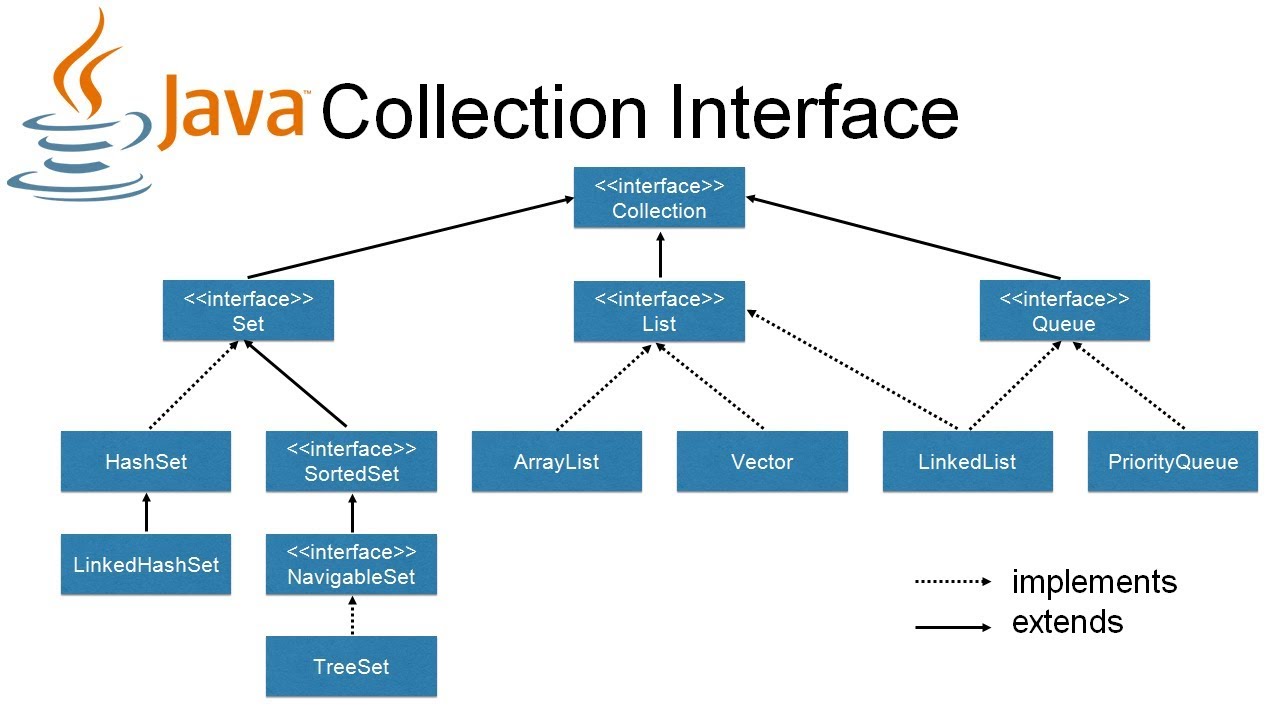 Java™ Collection Interface
<<interface>>
Collection
<<interface>>
Set
<<interface>>
List
<<interface>>
Queue
HashSet
<<interface>>
SortedSet
ArrayList
Vector
LinkedList
PriorityQueue
LinkedHashSet
<<interface>>
NavigableSet
implements
extends
TreeSet